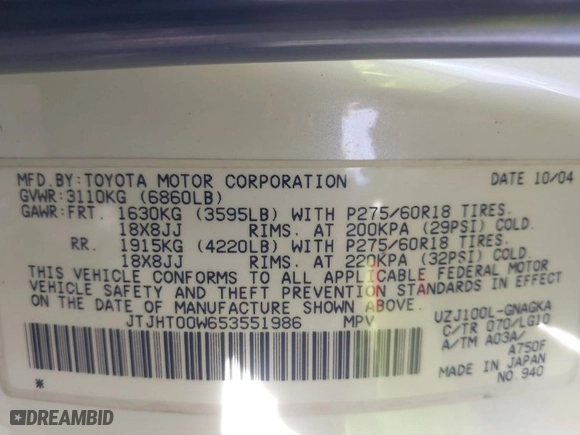 MFD.BY:TOYOTA MOTOR CORPORATION DATE 10/04
GVWR:3110KG (6860LB)
GAWR:FRT. 1630KG (3595LB) WITH P275/60R18 TIRES.
18X8JJ RIMS. AT 200KPA (29PSI) COLD.
RR. 1915KG (4220LB) WITH P275/60R18 TIRES.
18X8JJ RIMS. AT 220KPA (32PSI) COLD.
THIS VEHICLE CONFORMS TO ALL APPLICABLE FEDERAL MOTOR
VEHICLE SAFETY AND THEFT PREVENTION STANDARDS IN EFFECT
ON THE DATE OF MANUFACTURE SHOWN ABOVE.
JTJHT00W653551986 MPV
UZJ100L-GNAGKA
C/TR 070/LG10
A/TM A03A/
A750F
MADE IN JAPAN
NO.940
DREAMBID